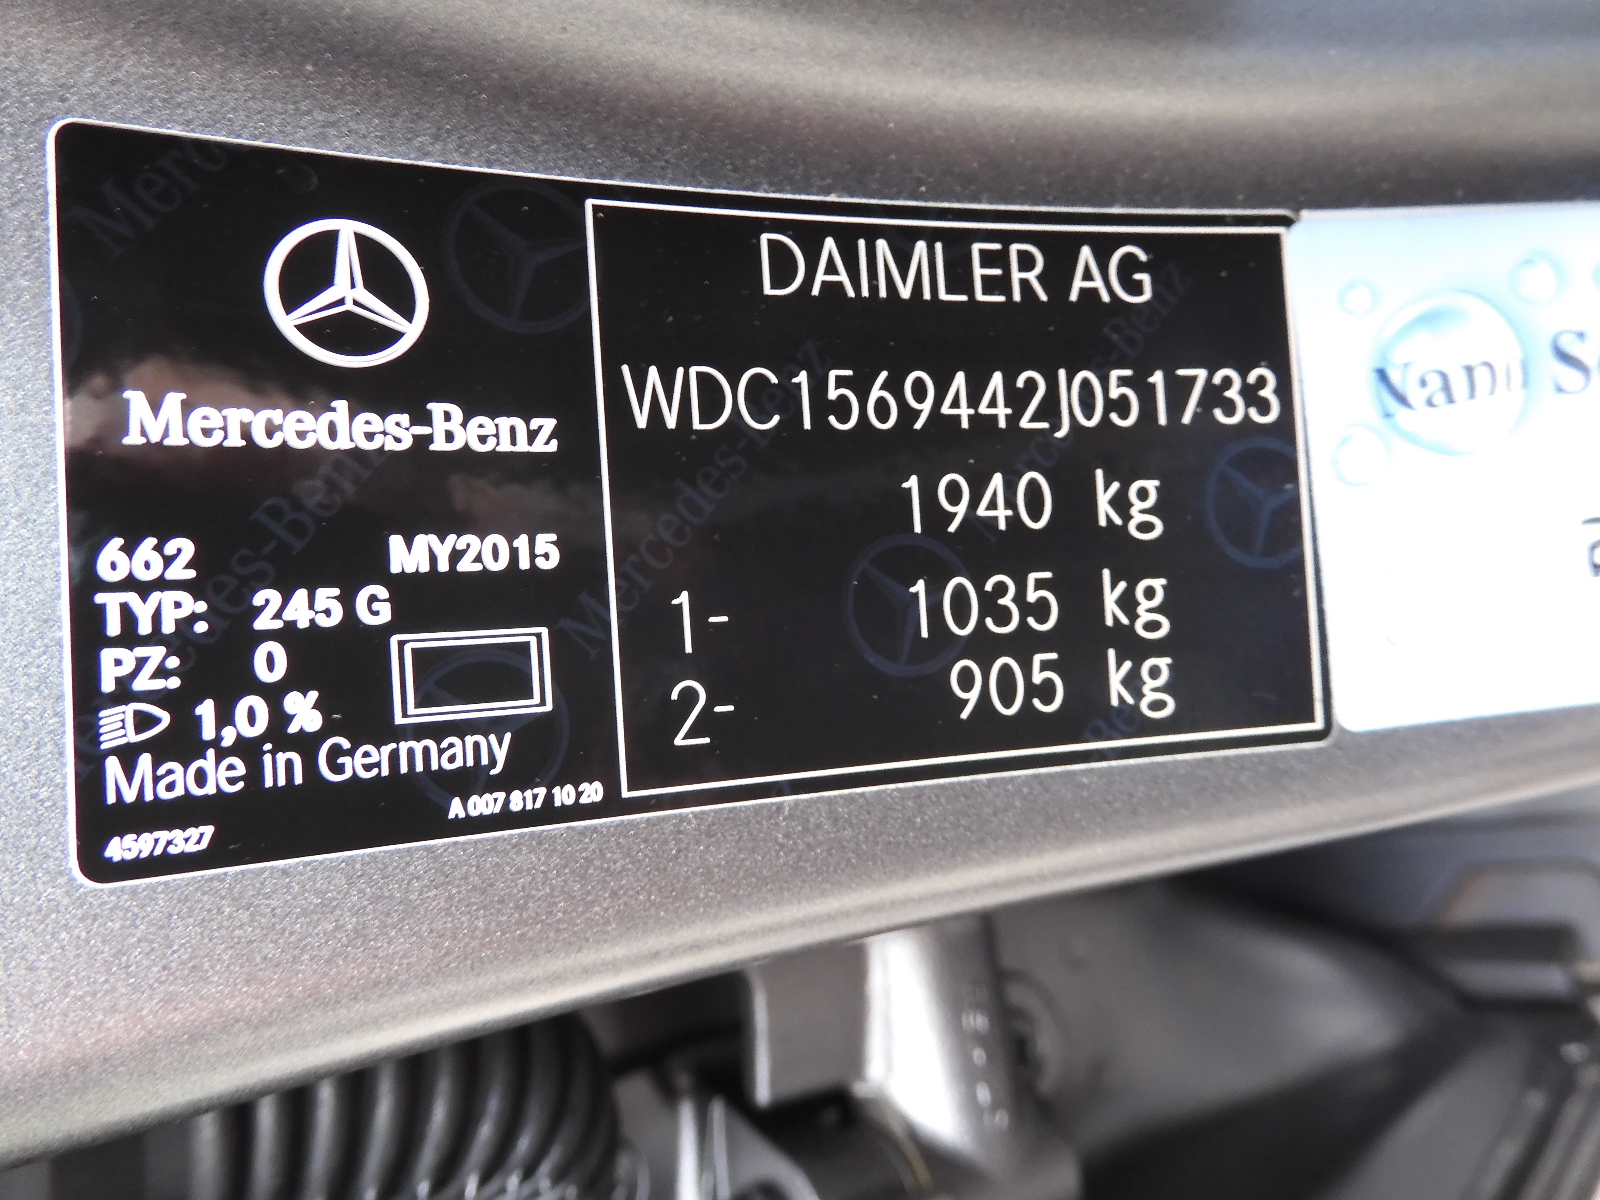 Mercedes-Benz
662 MY2015
TYP: 245 G
PZ: 0
1,0 %
Made in Germany
A 007 817 10 20
4597327
DAIMLER AG
WDC1569442J051733
1940 kg
1- 1035 kg
2- 905 kg
Nano